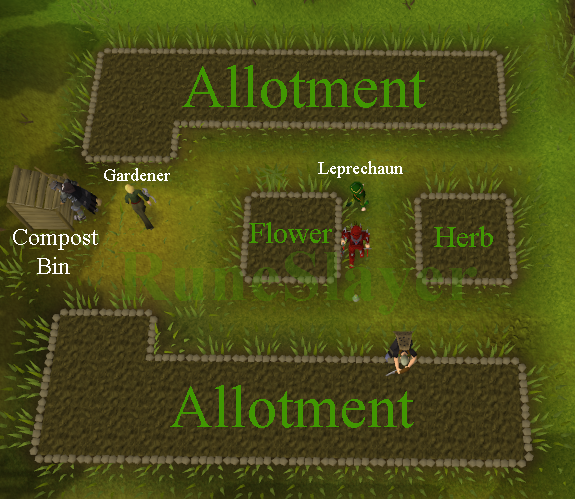 Allotment
Leprechaun
Gardener
Flower
Herb
Compost
Bin
RuneSlayer
Allotment